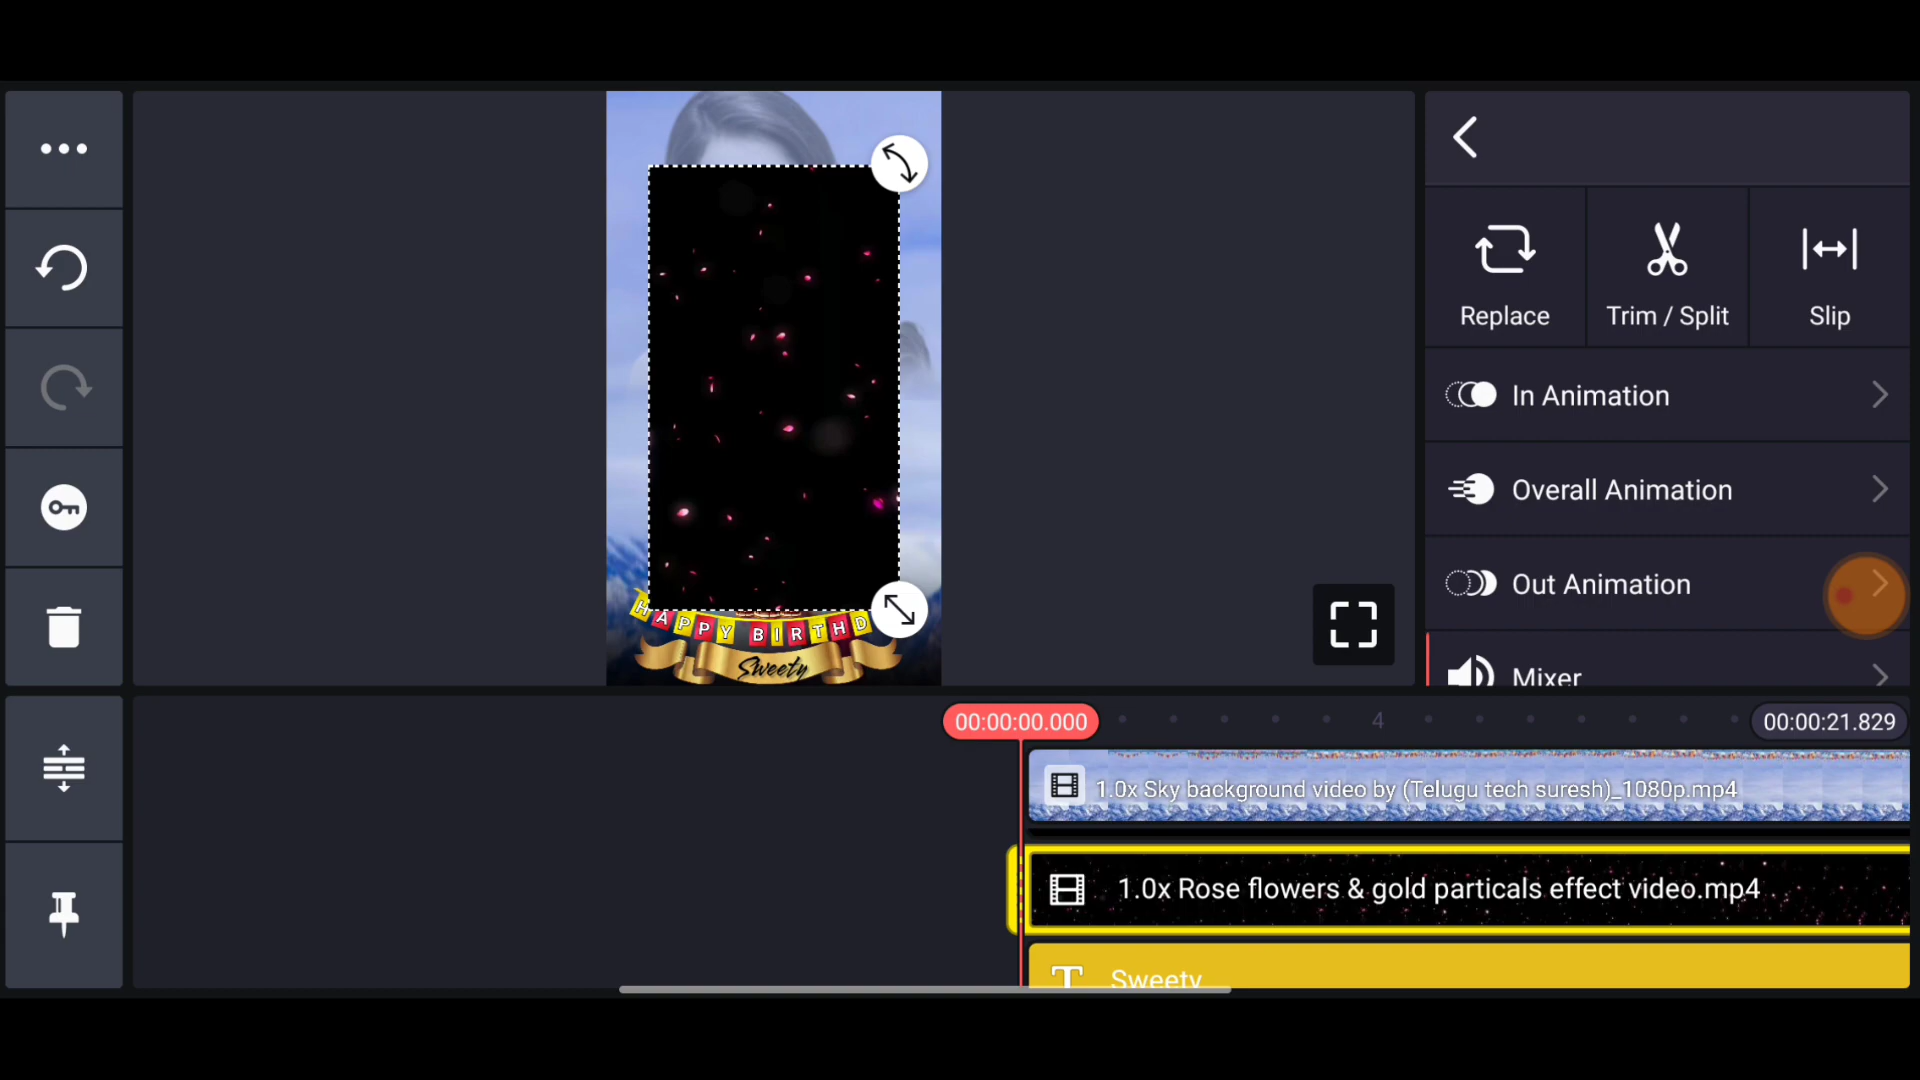 HAPPY BIRTHD
Sweety
Replace
Trim / Split
Slip
In Animation
Overall Animation
Out Animation
Mixer
00:00:00.000
4
00:00:21.829
1.0x Sky background video by (Telugu tech suresh)_1080p.mp4
1.0x Rose flowers & gold particals effect video.mp4
T Sweety